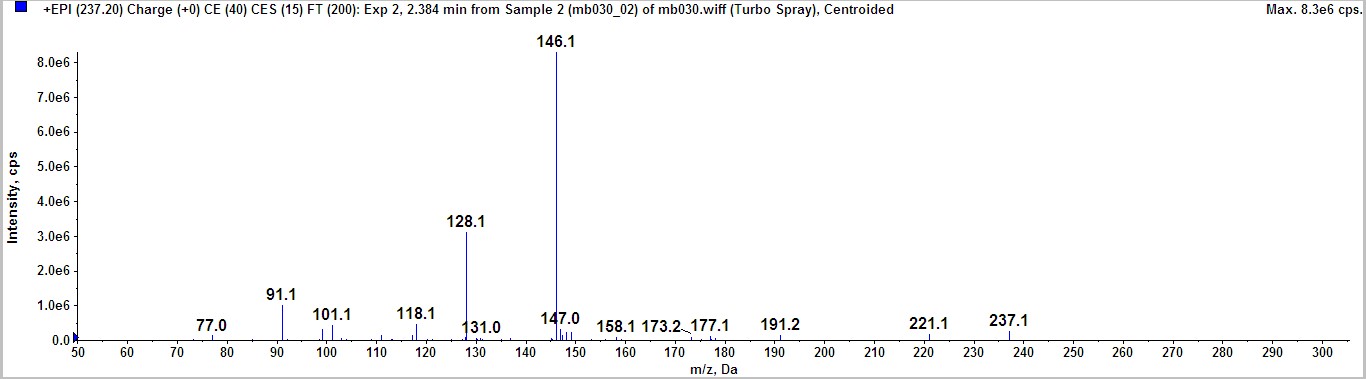 +EPI (237.20) Charge (+0) CE (40) CES (15) FT (200): Exp 2, 2.384 min from Sample 2 (mb030_02) of mb030.wiff (Turbo Spray), Centroided
Max. 8.3e6 cps.
146.1
8.0e6
7.0e6
6.0e6
5.0e6
4.0e6
3.0e6
2.0e6
1.0e6
0.0
Intensity, cps
128.1
91.1
77.0
101.1
118.1
131.0
147.0
158.1
173.2
177.1
191.2
221.1
237.1
50 60 70 80 90 100 110 120 130 140 150 160 170 180 190 200 210 220 230 240 250 260 270 280 290 300
m/z, Da